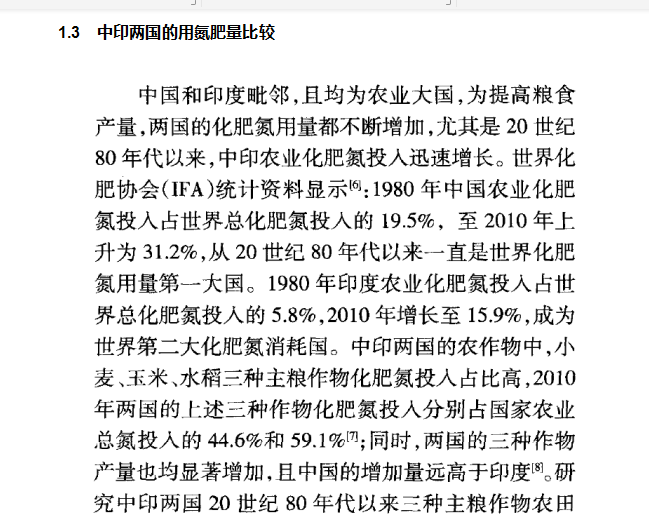 1.3 中印两国的用氮肥量比较
中国和印度毗邻,且均为农业大国,为提高粮食
产量,两国的化肥氮用量都不断增加,尤其是 20 世纪
80 年代以来,中印农业化肥氮投入迅速增长。世界化
肥协会(IFA)统计资料显示[6]:1980 年中国农业化肥
氮投入占世界总化肥氮投入的 19.5%, 至 2010 年上
升为 31.2%,从 20 世纪 80 年代以来一直是世界化肥
氮用量第一大国。1980 年印度农业化肥氮投入占世
界总化肥氮投入的 5.8%,2010 年增长至 15.9%,成为
世界第二大化肥氮消耗国。中印两国的农作物中,小
麦、玉米、水稻三种主粮作物化肥氮投入占比高,2010
年两国的上述三种作物化肥氮投入分别占国家农业
总氮投入的 44.6%和 59.1%[7];同时,两国的三种作物
产量也均显著增加,且中国的增加量远高于印度[8]。研
究中印两国 20 世纪 80 年代以来三种主粮作物农田